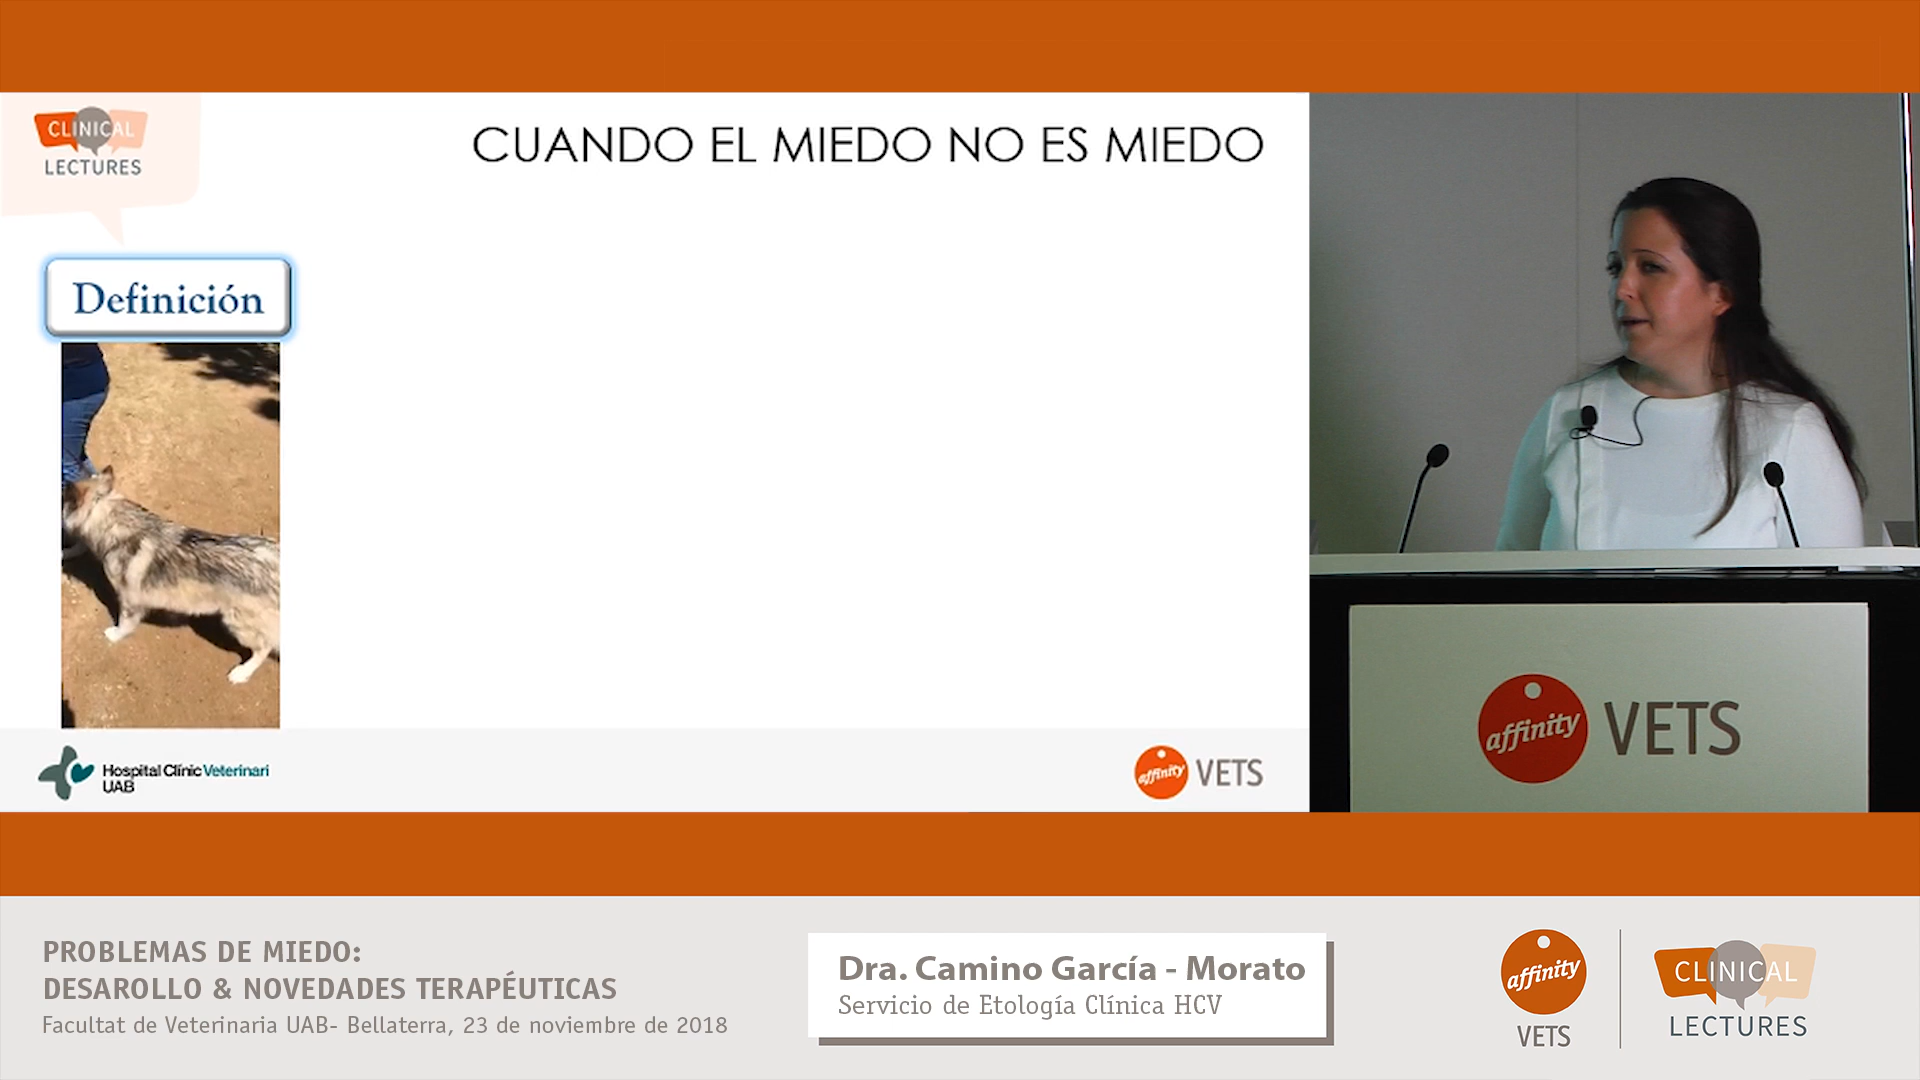 CLINICAL
LECTURES
CUANDO EL MIEDO NO ES MIEDO
Definición
Hospital Clínic Veterinari
UAB
affinity VETS
affinity VETS
PROBLEMAS DE MIEDO:
DESAROLLO & NOVEDADES TERAPÉUTICAS
Facultat de Veterinaria UAB- Bellaterra, 23 de noviembre de 2018
Dra. Camino García - Morato
Servicio de Etología Clínica HCV
affinity
VETS
CLINICAL
LECTURES